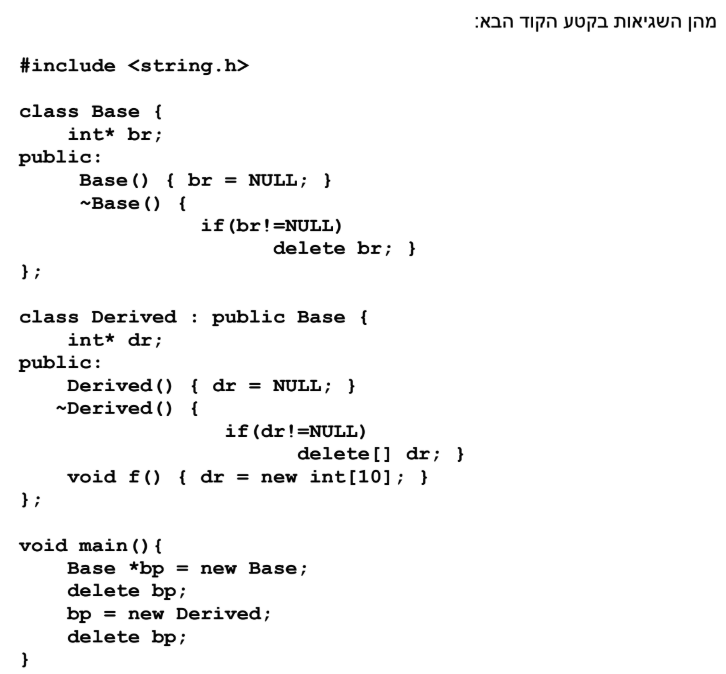 מהן השגיאות בקטע הקוד הבא:
#include <string.h>
class Base {
int* br;
public:
Base() { br = NULL; }
~Base() {
if(br!=NULL)
delete br; }
};
class Derived : public Base {
int* dr;
public:
Derived() { dr = NULL; }
~Derived() {
if(dr!=NULL)
delete[] dr; }
void f() { dr = new int[10]; }
};
void main(){
Base *bp = new Base;
delete bp;
bp = new Derived;
delete bp;
}